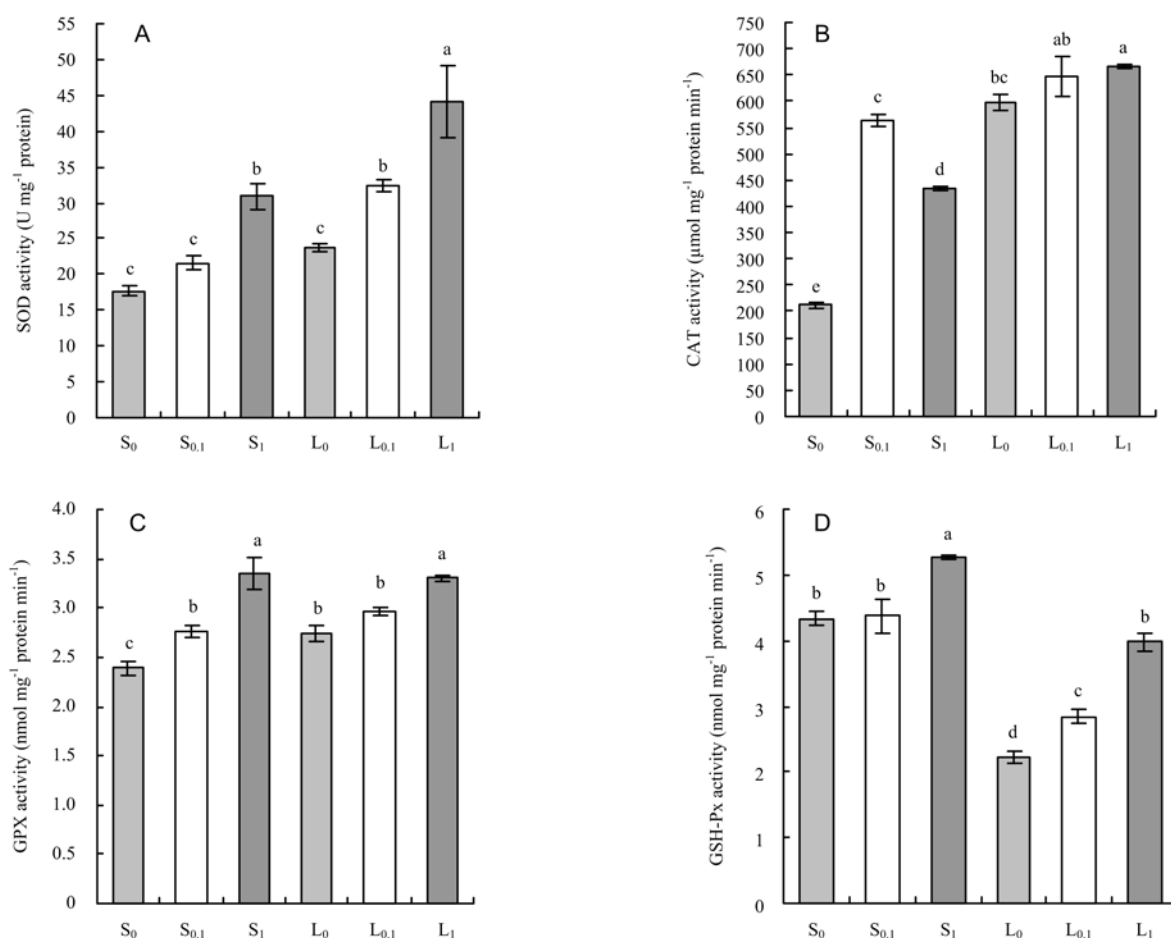 A
SOD activity (U mg⁻¹ protein)
55
50
45
40
35
30
25
20
15
10
5
0
c
c
b
c
b
a
S₀ S₀.₁ S₁ L₀ L₀.₁ L₁
B
CAT activity (μmol mg⁻¹ protein min⁻¹)
750
700
650
600
550
500
450
400
350
300
250
200
150
100
50
0
e
c
d
bc
ab
a
S₀ S₀.₁ S₁ L₀ L₀.₁ L₁
C
GPX activity (nmol mg⁻¹ protein min⁻¹)
4.0
3.5
3.0
2.5
2.0
1.5
1.0
0.5
0
c
b
a
b
b
a
S₀ S₀.₁ S₁ L₀ L₀.₁ L₁
D
GSH-Px activity (nmol mg⁻¹ protein min⁻¹)
6
5
4
3
2
1
0
b
b
a
d
c
b
S₀ S₀.₁ S₁ L₀ L₀.₁ L₁